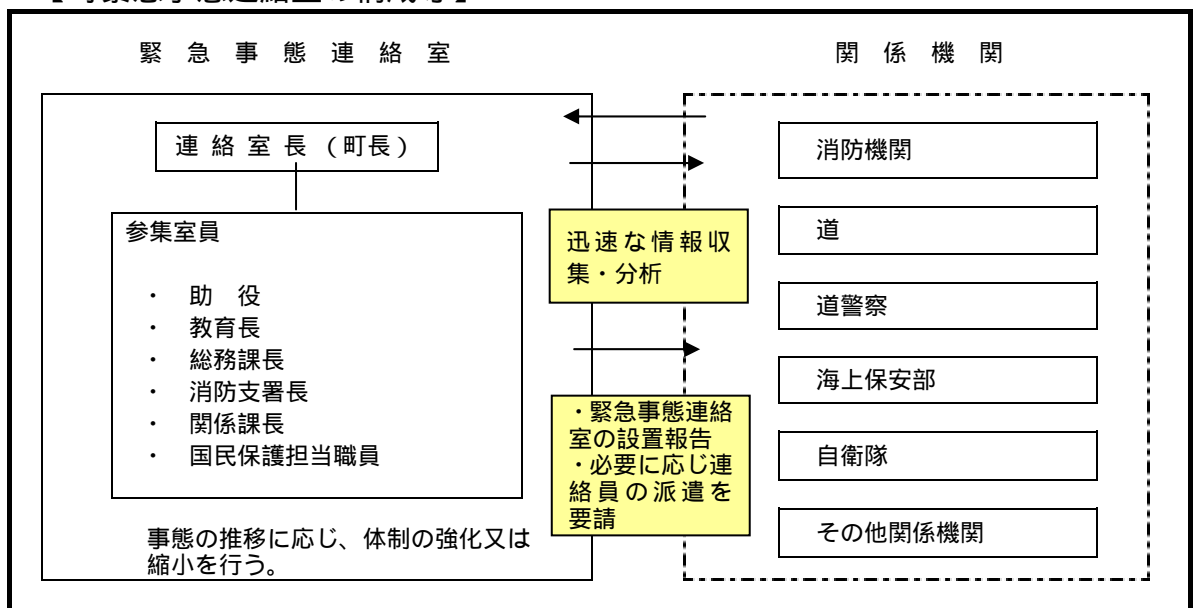 緊急事態連絡室
関係機関
連絡室長（町長）
参集室員
・ 助 役
・ 教育長
・ 総務課長
・ 消防支署長
・ 関係課長
・ 国民保護担当職員
事態の推移に応じ、体制の強化又は
縮小を行う。
迅速な情報収
集・分析
・緊急事態連絡
室の設置報告
・必要に応じ連
絡員の派遣を
要請
消防機関
道
道警察
海上保安部
自衛隊
その他関係機関